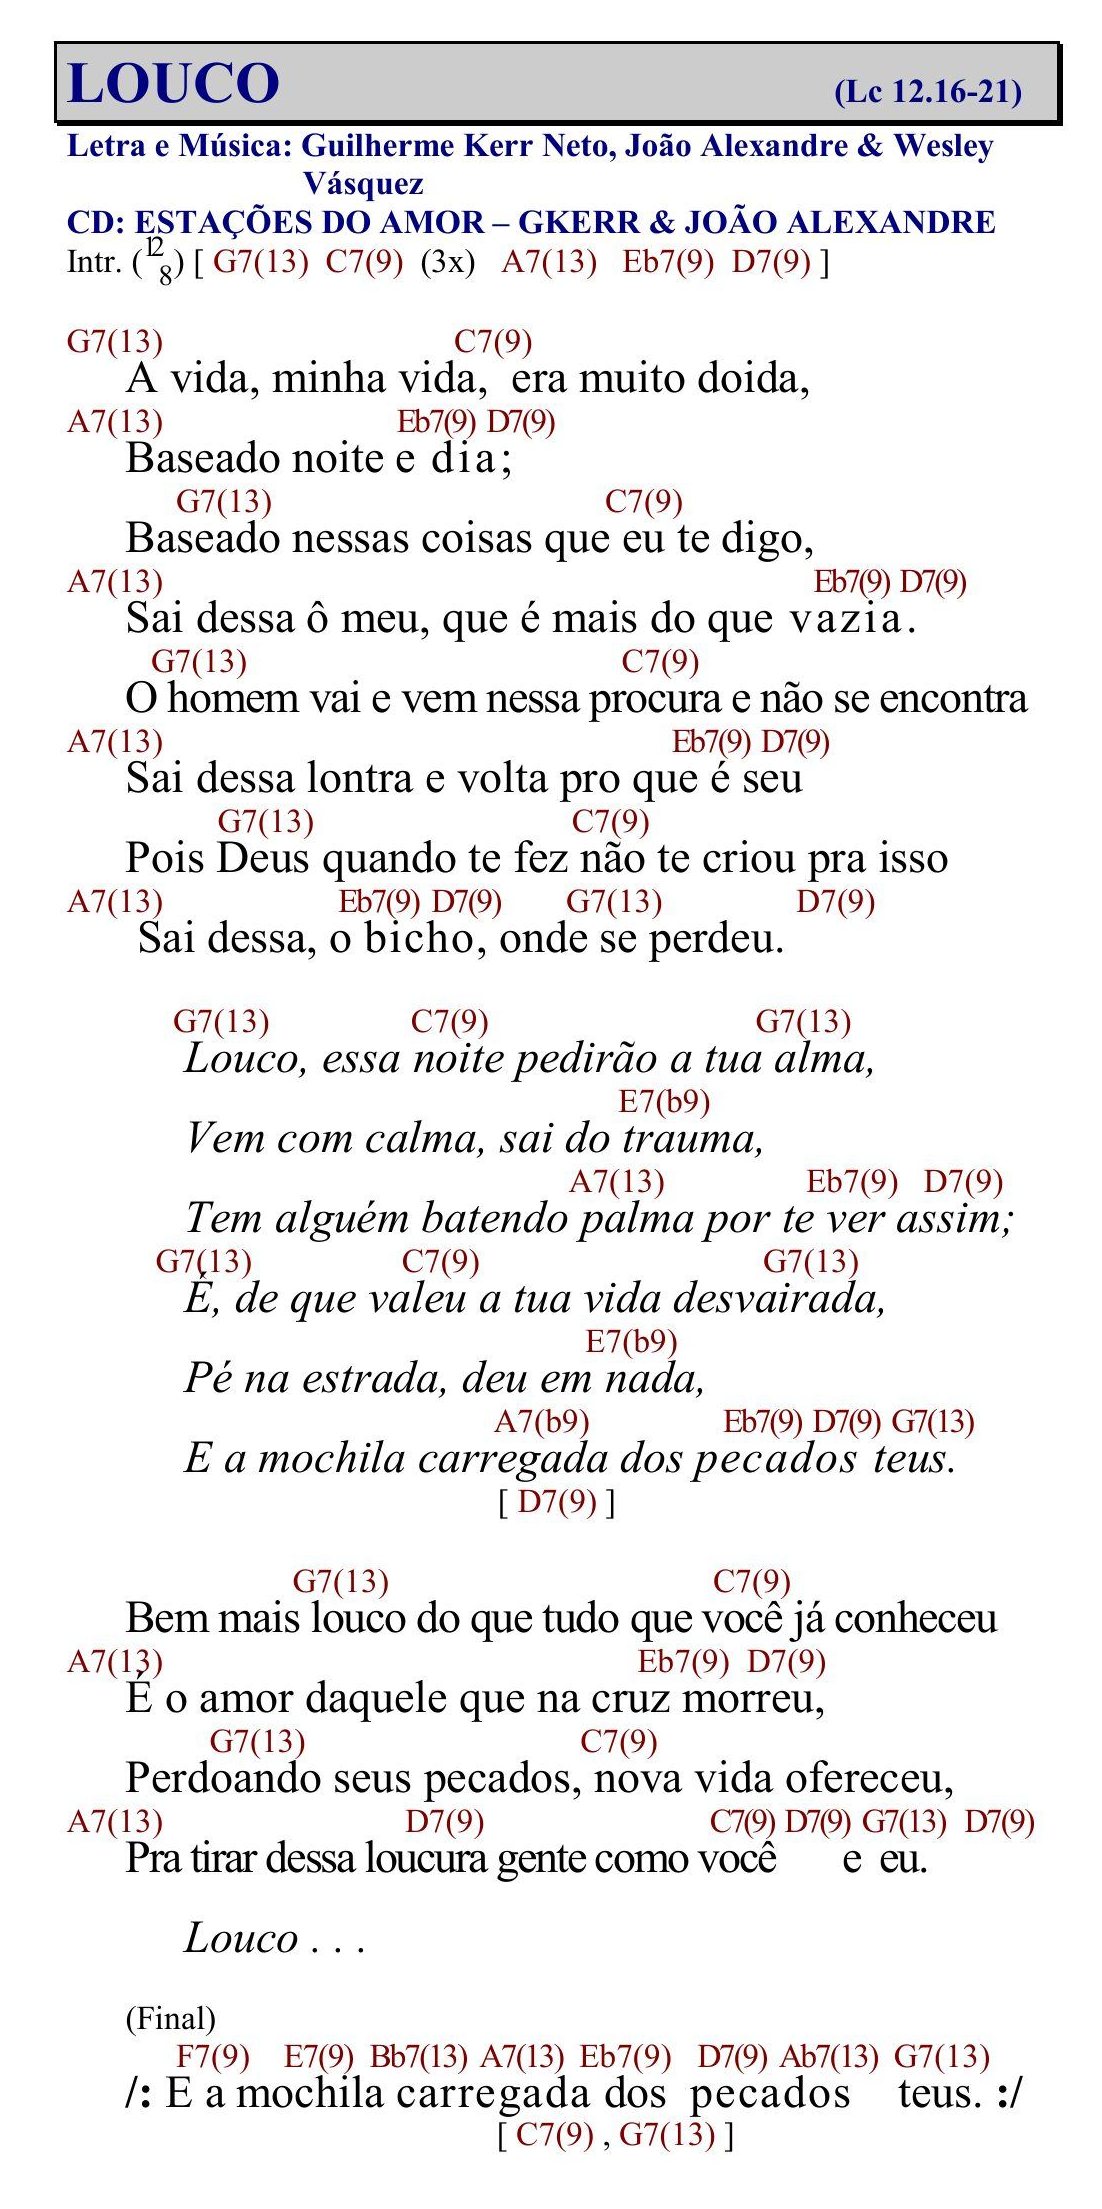 LOUCO (Lc 12.16-21)
Letra e Música: Guilherme Kerr Neto, João Alexandre & Wesley
Vásquez
CD: ESTAÇÕES DO AMOR – GKERR & JOÃO ALEXANDRE
Intr. (12 8) [ G7(13) C7(9) (3x) A7(13) Eb7(9) D7(9) ]
G7(13) C7(9)
A vida, minha vida, era muito doida,
A7(13) Eb7(9) D7(9)
Baseado noite e dia;
G7(13) C7(9)
Baseado nessas coisas que eu te digo,
A7(13) Eb7(9) D7(9)
Sai dessa ô meu, que é mais do que vazia.
G7(13) C7(9)
O homem vai e vem nessa procura e não se encontra
A7(13) Eb7(9) D7(9)
Sai dessa lontra e volta pro que é seu
G7(13) C7(9)
Pois Deus quando te fez não te criou pra isso
A7(13) Eb7(9) D7(9) G7(13) D7(9)
Sai dessa, o bicho, onde se perdeu.
G7(13) C7(9) G7(13)
Louco, essa noite pedirão a tua alma,
E7(b9)
Vem com calma, sai do trauma,
A7(13) Eb7(9) D7(9)
Tem alguém batendo palma por te ver assim;
G7(13) C7(9) G7(13)
É, de que valeu a tua vida desvairada,
E7(b9)
Pé na estrada, deu em nada,
A7(b9) Eb7(9) D7(9) G7(13)
E a mochila carregada dos pecados teus.
[ D7(9) ]
G7(13) C7(9)
Bem mais louco do que tudo que você já conheceu
A7(13) Eb7(9) D7(9)
É o amor daquele que na cruz morreu,
G7(13) C7(9)
Perdoando seus pecados, nova vida ofereceu,
A7(13) D7(9) C7(9) D7(9) G7(13) D7(9)
Pra tirar dessa loucura gente como você e eu.
Louco . . .
(Final)
F7(9) E7(9) Bb7(13) A7(13) Eb7(9) D7(9) Ab7(13) G7(13)
/: E a mochila carregada dos pecados teus. :/
[ C7(9) , G7(13) ]